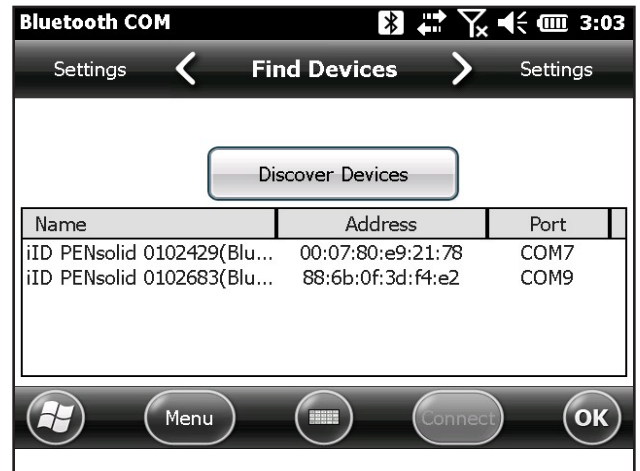 Bluetooth COM 3:03
Settings Find Devices Settings
Discover Devices
Name Address Port
iID PENsolid 0102429(Blu... 00:07:80:e9:21:78 COM7
iID PENsolid 0102683(Blu... 88:6b:0f:3d:f4:e2 COM9
Menu Connect OK